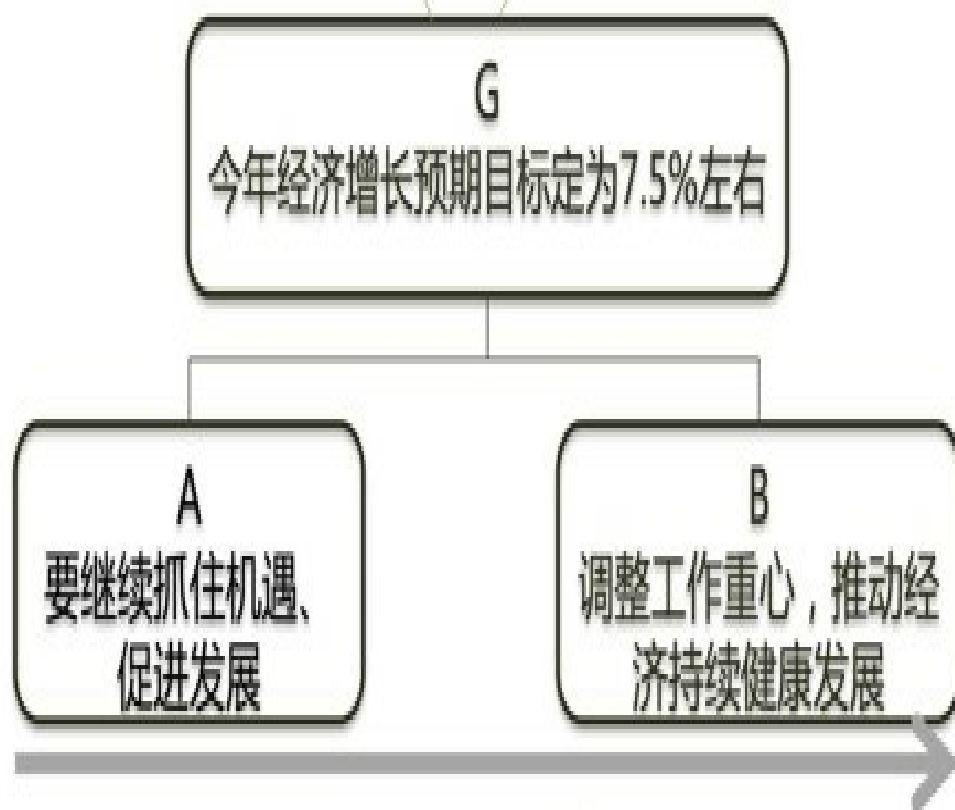 G
今年经济增长预期目标定为7.5%左右
A
要继续抓住机遇、
促进发展
B
调整工作重心，推动经
济持续健康发展